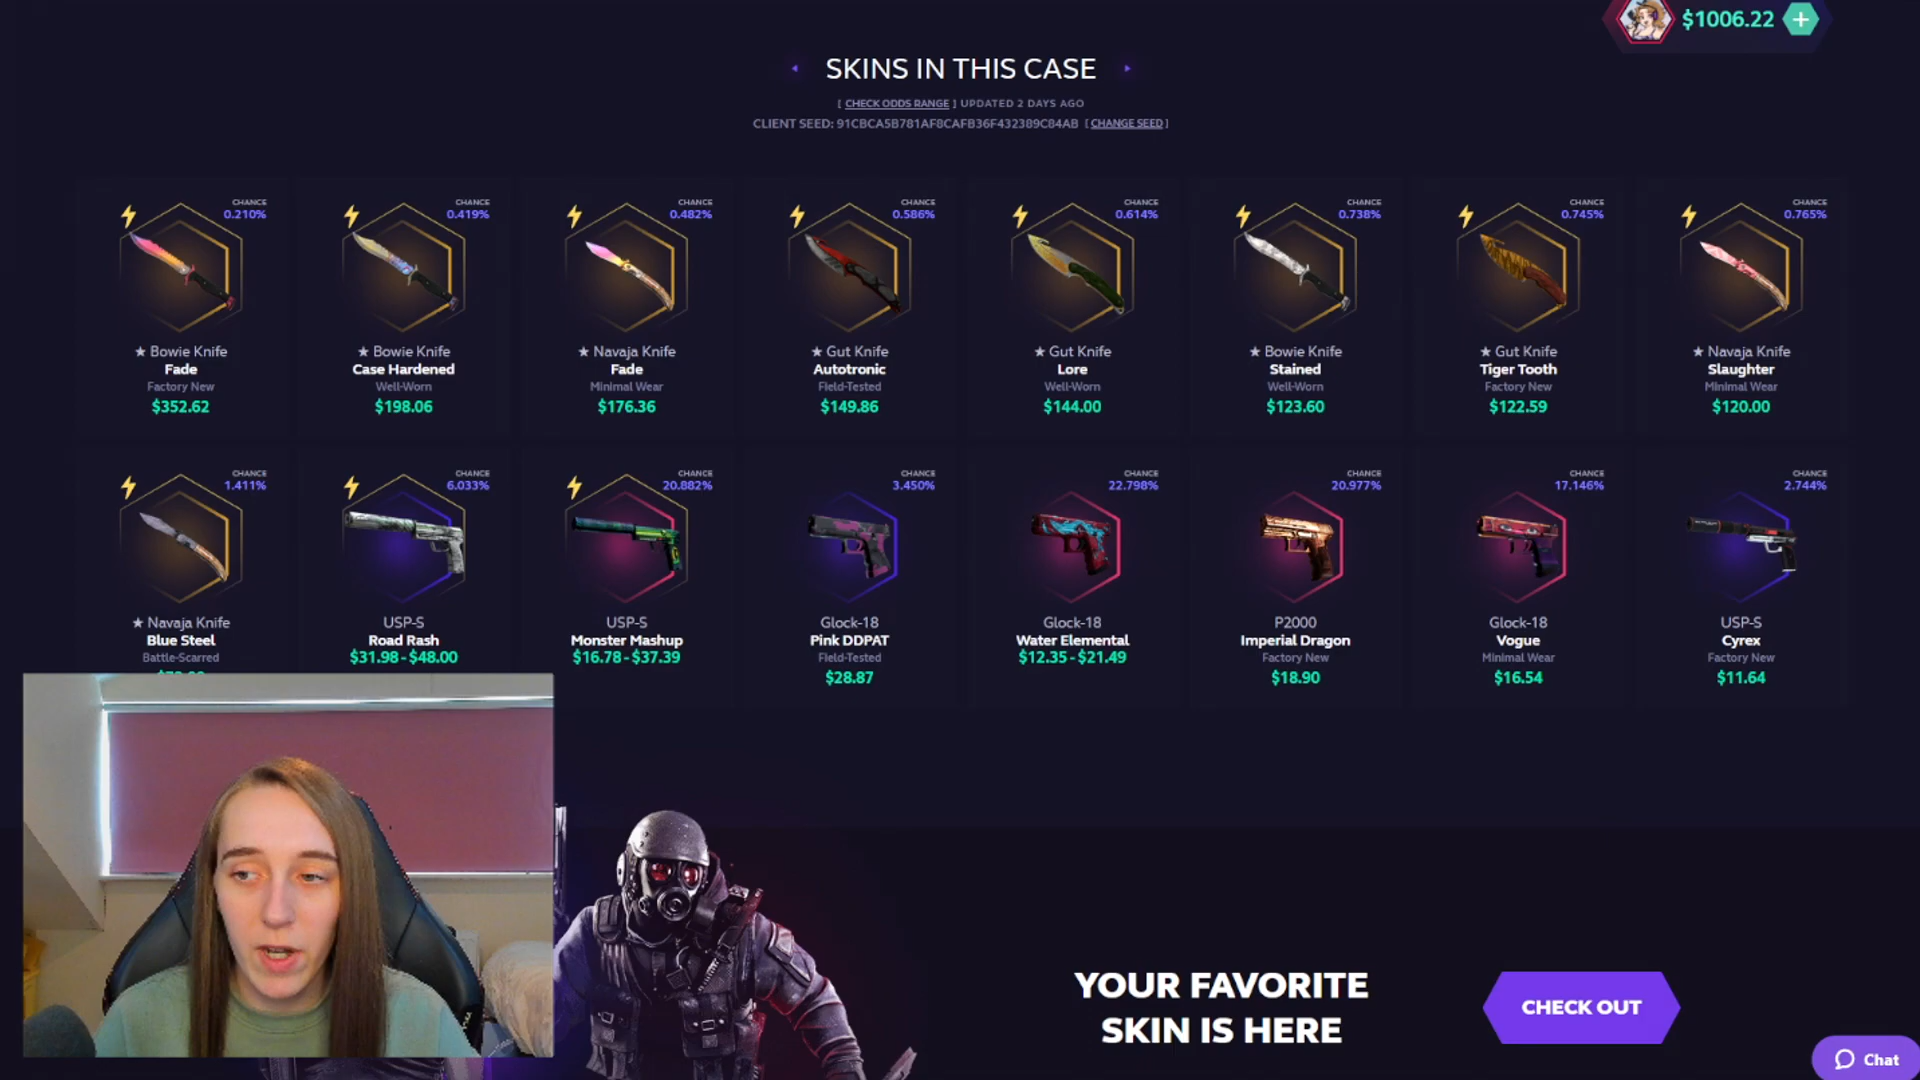 $1006.22
SKINS IN THIS CASE
[ CHECK ODDS RANGE ] UPDATED 2 DAYS AGO
CLIENT SEED: 91CBCA5B781AF8CAFB36F432389C84AB [ CHANGE SEED ]
CHANCE
0.210%
★ Bowie Knife
Fade
Factory New
$352.62
CHANCE
0.419%
★ Bowie Knife
Case Hardened
Well-Worn
$198.06
CHANCE
0.482%
★ Navaja Knife
Fade
Minimal Wear
$176.36
CHANCE
0.586%
★ Gut Knife
Autotronic
Field-Tested
$149.86
CHANCE
0.614%
★ Gut Knife
Lore
Well-Worn
$144.00
CHANCE
0.738%
★ Bowie Knife
Stained
Well-Worn
$123.60
CHANCE
0.745%
★ Gut Knife
Tiger Tooth
Factory New
$122.59
CHANCE
0.765%
★ Navaja Knife
Slaughter
Minimal Wear
$120.00
CHANCE
1.411%
★ Navaja Knife
Blue Steel
Battle-Scarred
CHANCE
6.033%
USP-S
Road Rash
$31.98 - $48.00
CHANCE
20.882%
USP-S
Monster Mashup
$16.78 - $37.39
CHANCE
3.450%
Glock-18
Pink DDPAT
Field-Tested
$28.87
CHANCE
22.798%
Glock-18
Water Elemental
$12.35 - $21.49
CHANCE
20.977%
P2000
Imperial Dragon
Factory New
$18.90
CHANCE
17.146%
Glock-18
Vogue
Minimal Wear
$16.54
CHANCE
2.744%
USP-S
Cyrex
Factory New
$11.64
YOUR FAVORITE
SKIN IS HERE
CHECK OUT
Chat